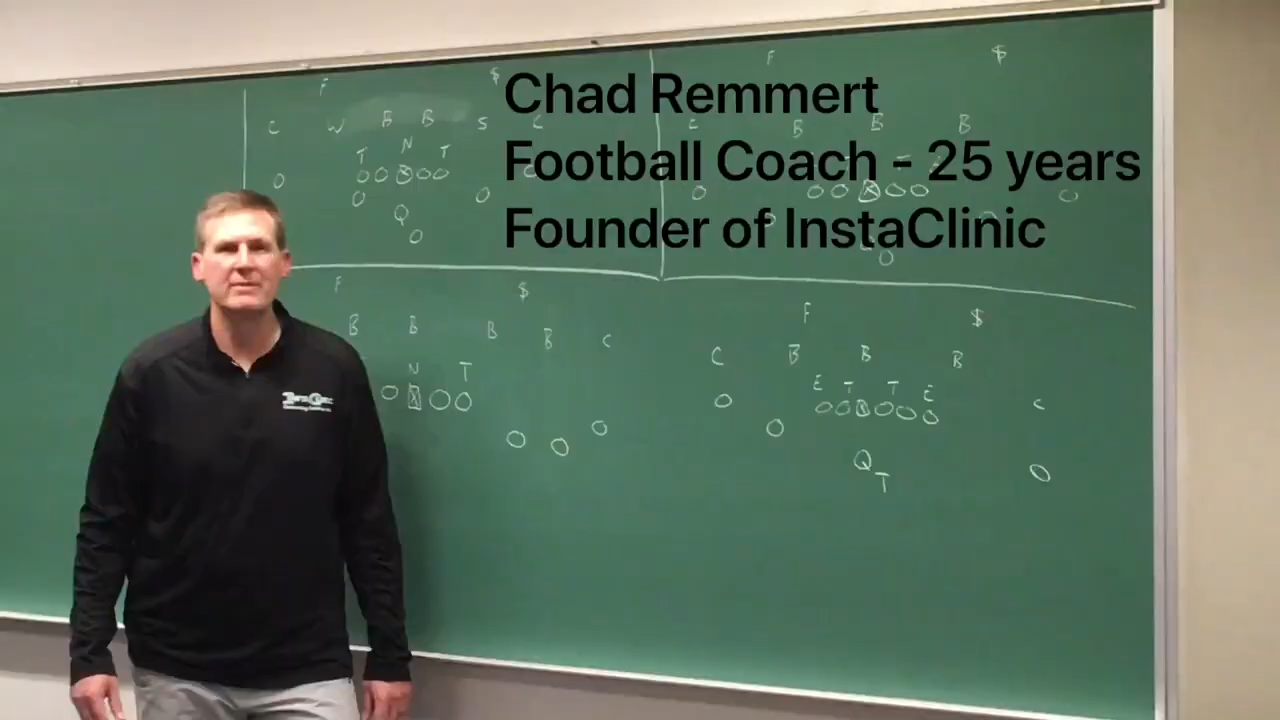 Chad Remmert
Football Coach - 25 years
Founder of InstaClinic
F $
C W B B S C
T N T
Q
F $
C B B B
F $
B B B B C
N T
F $
C B B B
E T T E
C
Q
T